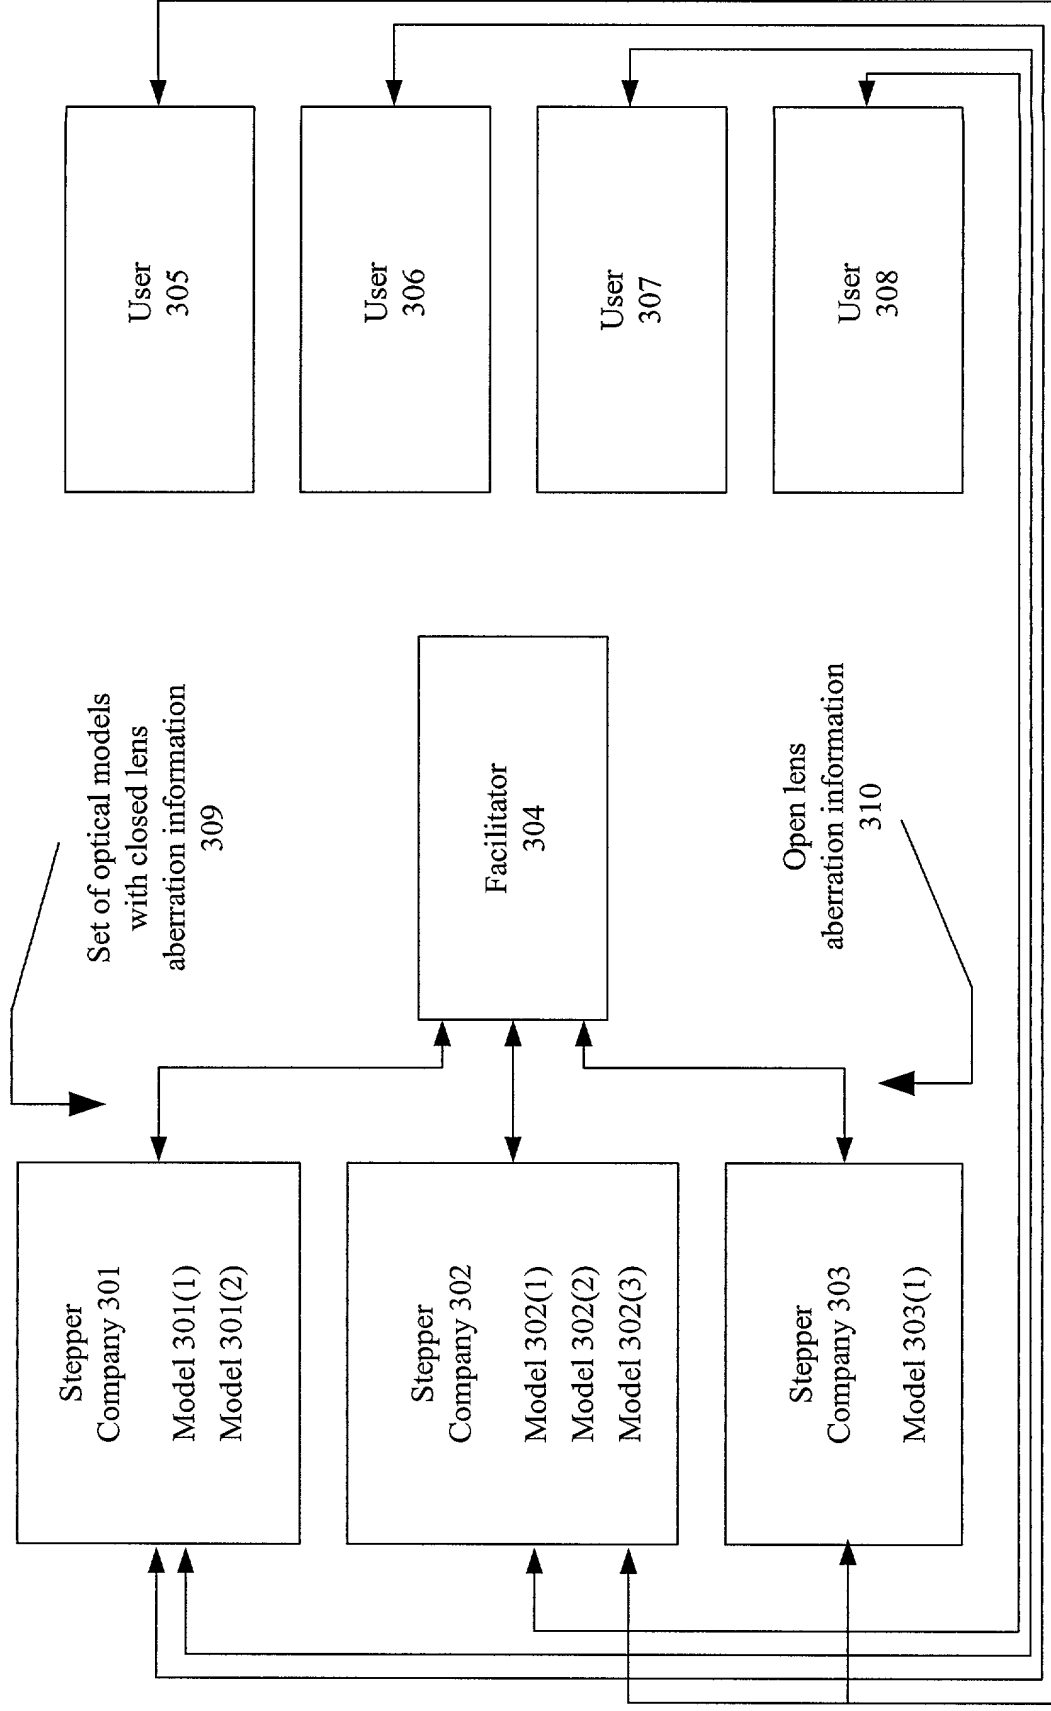 Stepper
Company 301
Model 301(1)
Model 301(2)
Stepper
Company 302
Model 302(1)
Model 302(2)
Model 302(3)
Stepper
Company 303
Model 303(1)
Set of optical models
with closed lens
aberration information
309
Facilitator
304
Open lens
aberration information
310
User
305
User
306
User
307
User
308